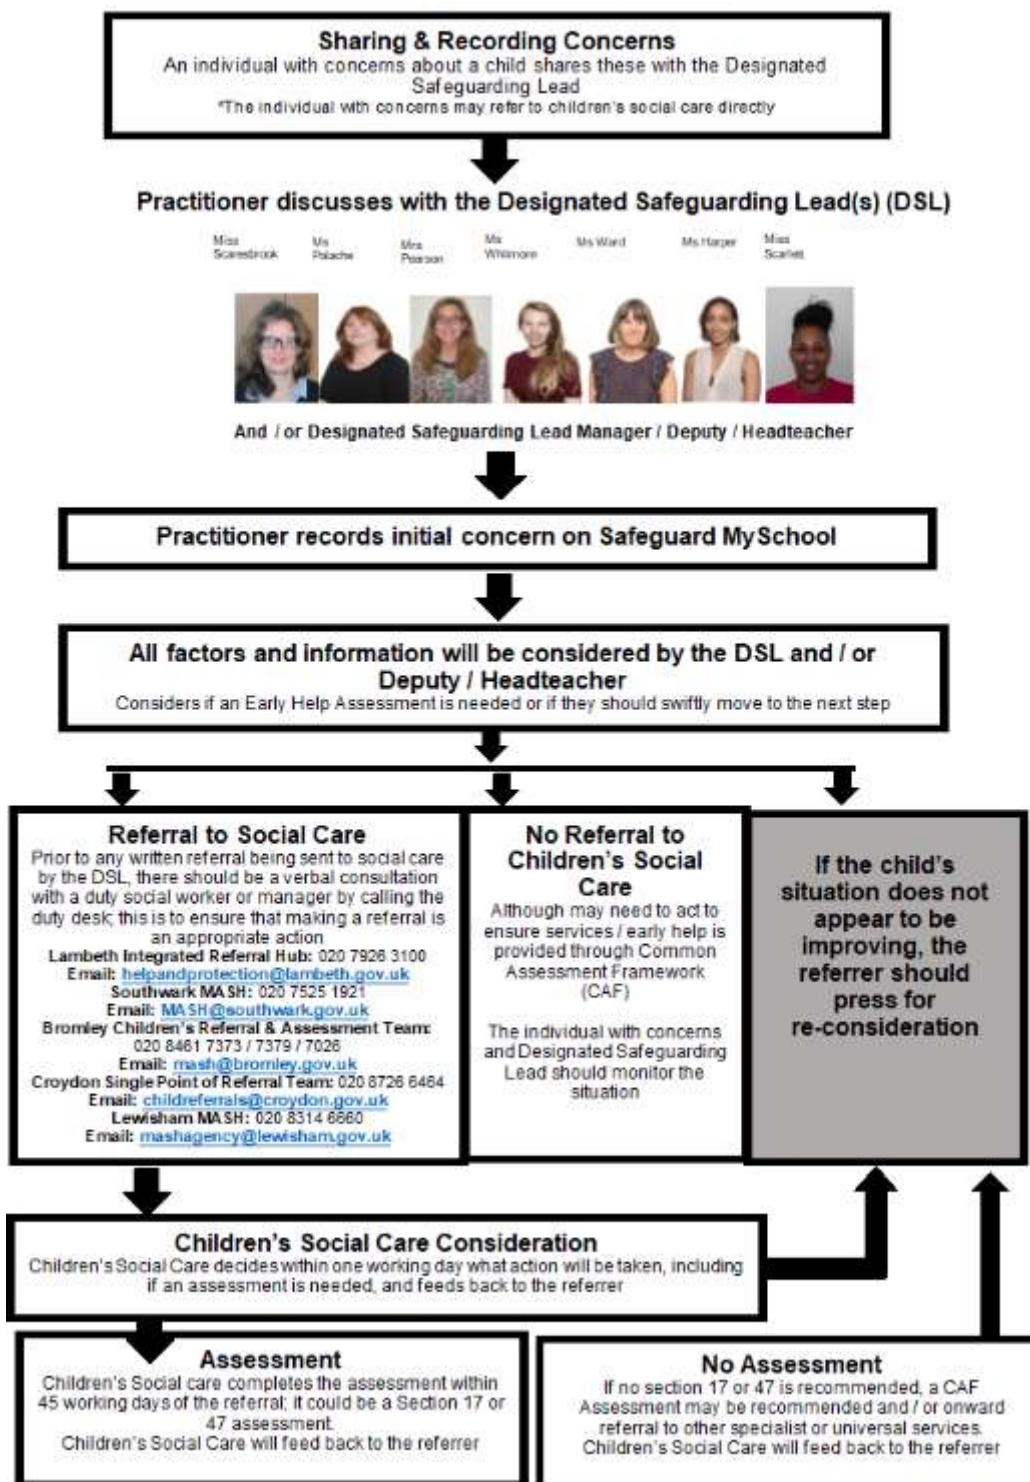 Sharing & Recording Concerns
An individual with concerns about a child shares these with the Designated
Safeguarding Lead
*The individual with concerns may refer to children's social care directly
Practitioner discusses with the Designated Safeguarding Lead(s) (DSL)
Miss
Scaresbrook
Ms
Palache
Mrs
Pearson
Ms
Whitmore
Ms Ward
Ms Harper
Miss
Scarlett
And / or Designated Safeguarding Lead Manager / Deputy / Headteacher
Practitioner records initial concern on Safeguard MySchool
All factors and information will be considered by the DSL and / or
Deputy / Headteacher
Considers if an Early Help Assessment is needed or if they should swiftly move to the next step
Referral to Social Care
Prior to any written referral being sent to social care
by the DSL, there should be a verbal consultation
with a duty social worker or manager by calling the
duty desk; this is to ensure that making a referral is
an appropriate action
Lambeth Integrated Referral Hub: 020 7926 3100
Email: helpandprotection@lambeth.gov.uk
Southwark MASH: 020 7525 1921
Email: MASH@southwark.gov.uk
Bromley Children's Referral & Assessment Team:
020 8461 7373 / 7379 / 7026
Email: mash@bromley.gov.uk
Croydon Single Point of Referral Team: 020 8726 6464
Email: childreferrals@croydon.gov.uk
Lewisham MASH: 020 8314 6660
Email: mashagency@lewisham.gov.uk
No Referral to
Children's Social
Care
Although may need to act to
ensure services / early help is
provided through Common
Assessment Framework
(CAF)
The individual with concerns
and Designated Safeguarding
Lead should monitor the
situation
If the child's
situation does not
appear to be
improving, the
referrer should
press for
re-consideration
Children's Social Care Consideration
Children's Social Care decides within one working day what action will be taken, including
if an assessment is needed, and feeds back to the referrer
Assessment
Children's Social care completes the assessment within
45 working days of the referral; it could be a Section 17 or
47 assessment.
Children's Social Care will feed back to the referrer
No Assessment
If no section 17 or 47 is recommended, a CAF
Assessment may be recommended and / or onward
referral to other specialist or universal services.
Children's Social Care will feed back to the referrer